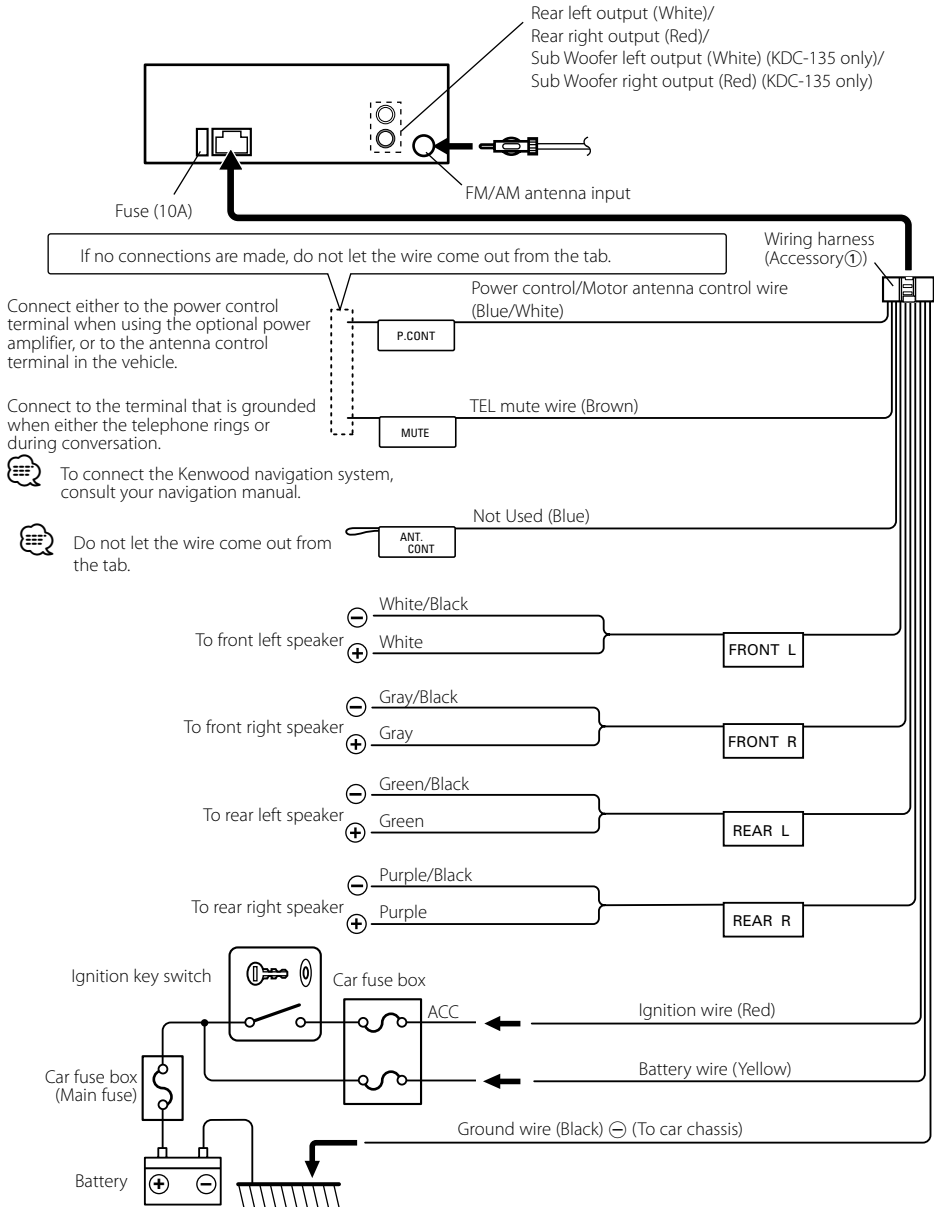 Rear left output (White)/
Rear right output (Red)/
Sub Woofer left output (White) (KDC-135 only)/
Sub Woofer right output (Red) (KDC-135 only)
FM/AM antenna input
Fuse (10A)
Wiring harness
(Accessory①)
If no connections are made, do not let the wire come out from the tab.
Power control/Motor antenna control wire
(Blue/White)
Connect either to the power control
terminal when using the optional power
amplifier, or to the antenna control
terminal in the vehicle.
P.CONT
TEL mute wire (Brown)
Connect to the terminal that is grounded
when either the telephone rings or
during conversation.
MUTE
To connect the Kenwood navigation system,
consult your navigation manual.
Not Used (Blue)
ANT.
CONT
Do not let the wire come out from
the tab.
White/Black
To front left speaker
White
FRONT L
Gray/Black
To front right speaker
Gray
FRONT R
Green/Black
To rear left speaker
Green
REAR L
Purple/Black
To rear right speaker
Purple
REAR R
Ignition key switch
Car fuse box
ACC
Ignition wire (Red)
Battery wire (Yellow)
Car fuse box
(Main fuse)
Ground wire (Black) ⊖ (To car chassis)
Battery